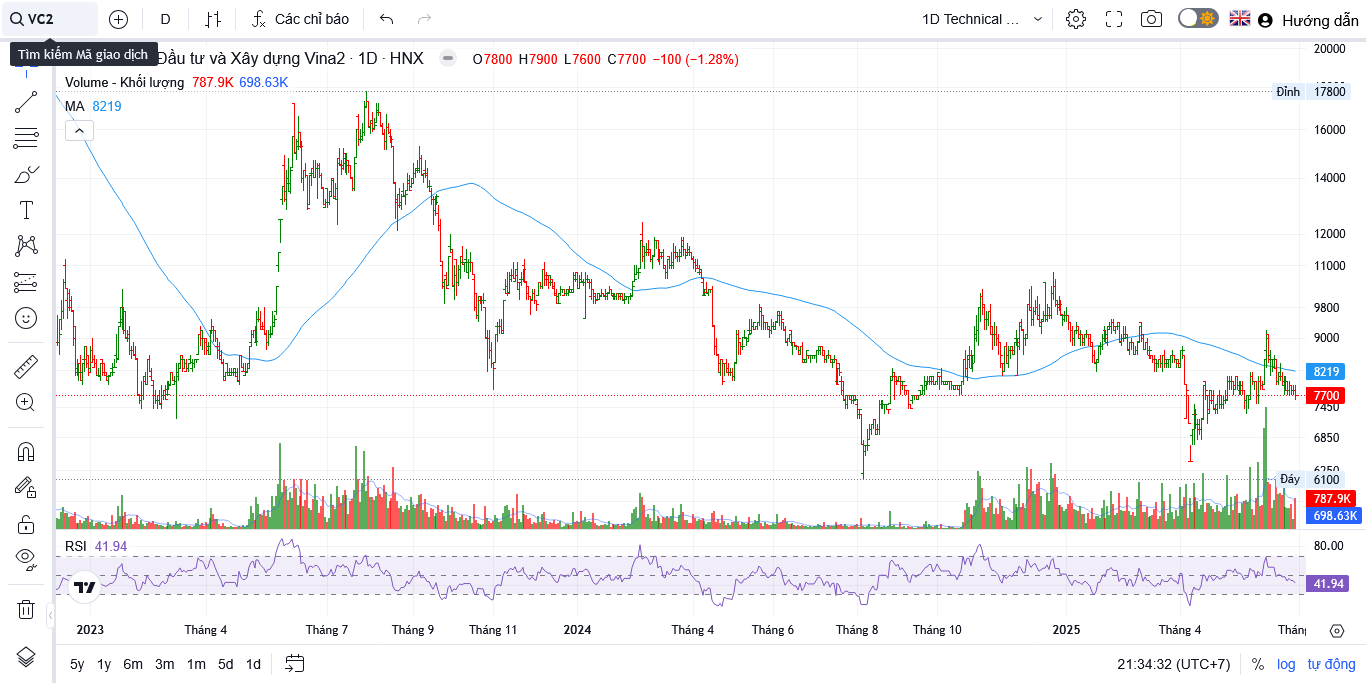 VC2 D Các chỉ báo 1D Technical ... Hướng dẫn
Tìm kiếm Mã giao dịch
Đầu tư và Xây dựng Vina2 · 1D · HNX O7800 H7900 L7600 C7700 −100 (−1.28%)
Volume - Khối lượng 787.9K 698.63K
MA 8219
20000
Đỉnh 17800
16000
14000
12000
11000
9800
9000
8219
7700
7450
6850
6250
Đáy 6100
787.9K
698.63K
RSI 41.94
80.00
41.94
2023 Tháng 4 Tháng 7 Tháng 9 Tháng 11 2024 Tháng 4 Tháng 6 Tháng 8 Tháng 10 2025 Tháng 4 Thán
5y 1y 6m 3m 1m 5d 1d 21:34:32 (UTC+7) % log tự động